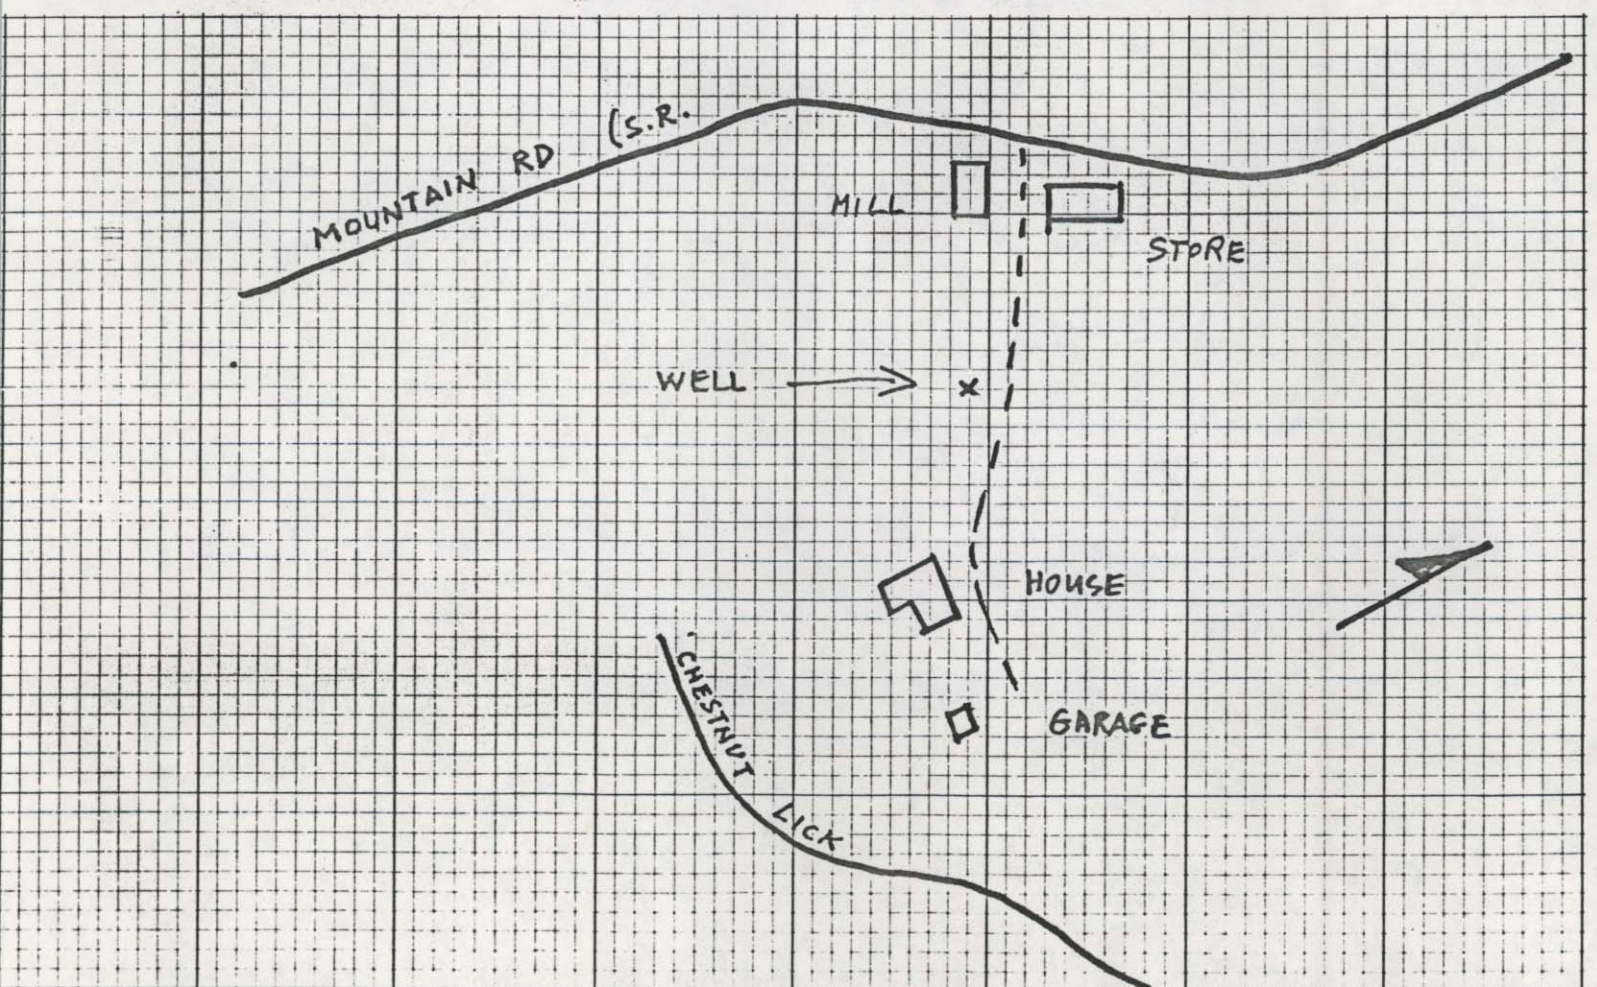 MOUNTAIN RD (S.R.
MILL
STORE
WELL
HOUSE
CHESTNUT LICK
GARAGE